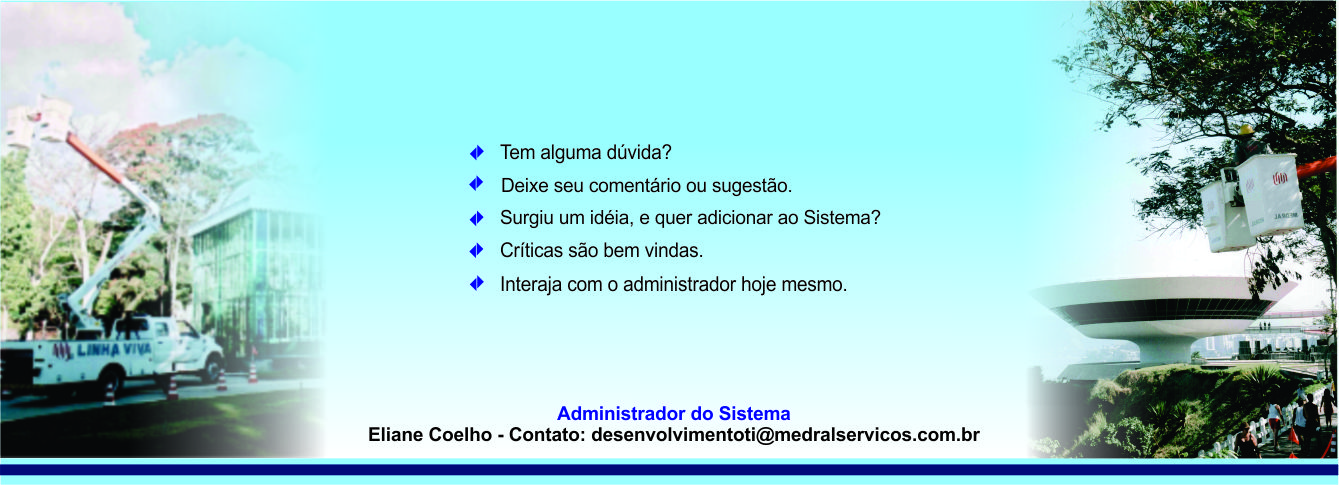 Tem alguma dúvida?
Deixe seu comentário ou sugestão.
Surgiu um idéia, e quer adicionar ao Sistema?
Críticas são bem vindas.
Interaja com o administrador hoje mesmo.
LINHA VIVA
MEDRAL
Administrador do Sistema
Eliane Coelho - Contato: desenvolvimentoti@medralservicos.com.br